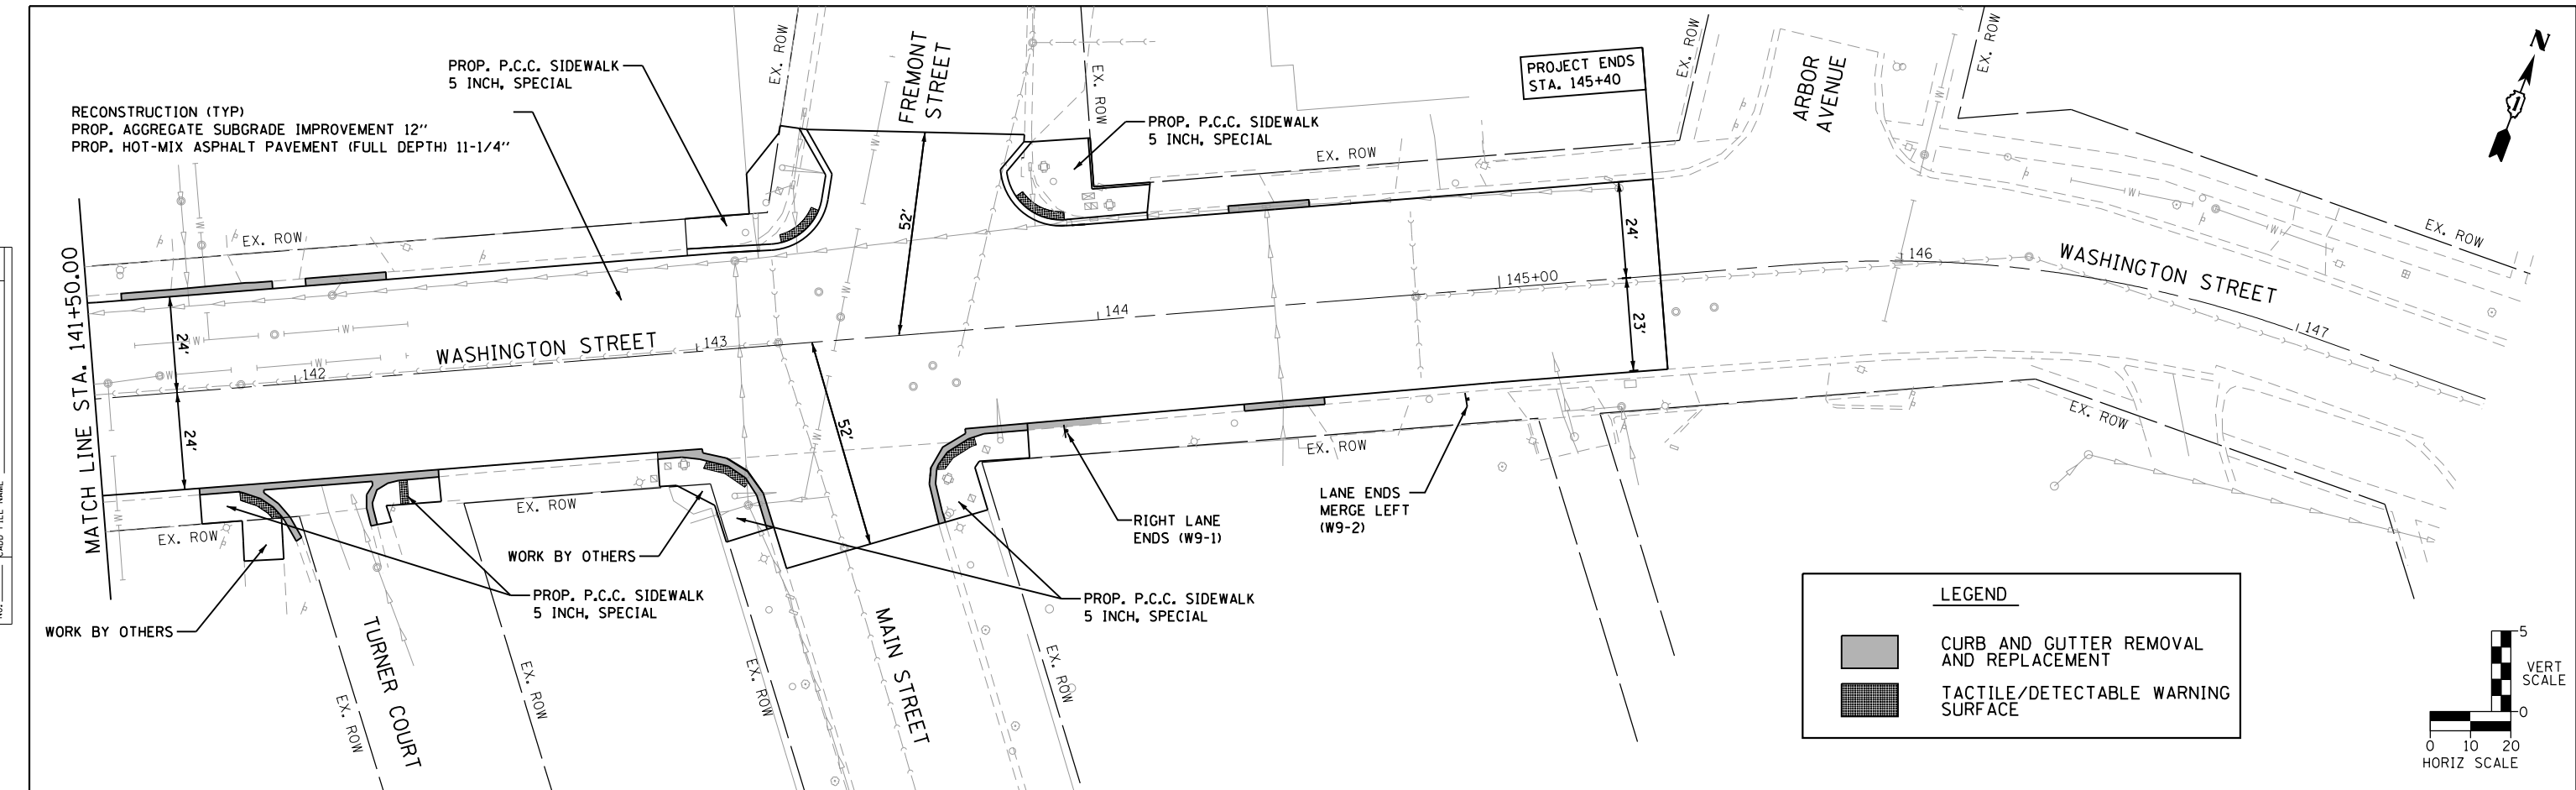 PROP. P.C.C. SIDEWALK
5 INCH, SPECIAL
RECONSTRUCTION (TYP)
PROP. AGGREGATE SUBGRADE IMPROVEMENT 12"
PROP. HOT-MIX ASPHALT PAVEMENT (FULL DEPTH) 11-1/4"
EX. ROW
FREMONT
STREET
EX. ROW
PROP. P.C.C. SIDEWALK
5 INCH, SPECIAL
EX. ROW
PROJECT ENDS
STA. 145+40
EX. ROW
ARBOR
AVENUE
EX. ROW
N
EX. ROW
MATCH LINE STA. 141+50.00
EX. ROW
24'
24'
52'
52'
24'
23'
WASHINGTON STREET
142
143
144
145+00
146
147
WASHINGTON STREET
W
W
W
W
W
W
W
W
W
W
W
EX. ROW
EX. ROW
EX. ROW
EX. ROW
WORK BY OTHERS
WORK BY OTHERS
PROP. P.C.C. SIDEWALK
5 INCH, SPECIAL
RIGHT LANE
ENDS (W9-1)
LANE ENDS
MERGE LEFT
(W9-2)
PROP. P.C.C. SIDEWALK
5 INCH, SPECIAL
TURNER COURT
MAIN STREET
EX. ROW
EX. ROW
EX. ROW
EX. ROW
LEGEND
CURB AND GUTTER REMOVAL
AND REPLACEMENT
TACTILE/DETECTABLE WARNING
SURFACE
5
VERT
SCALE
0
0 10 20
HORIZ SCALE